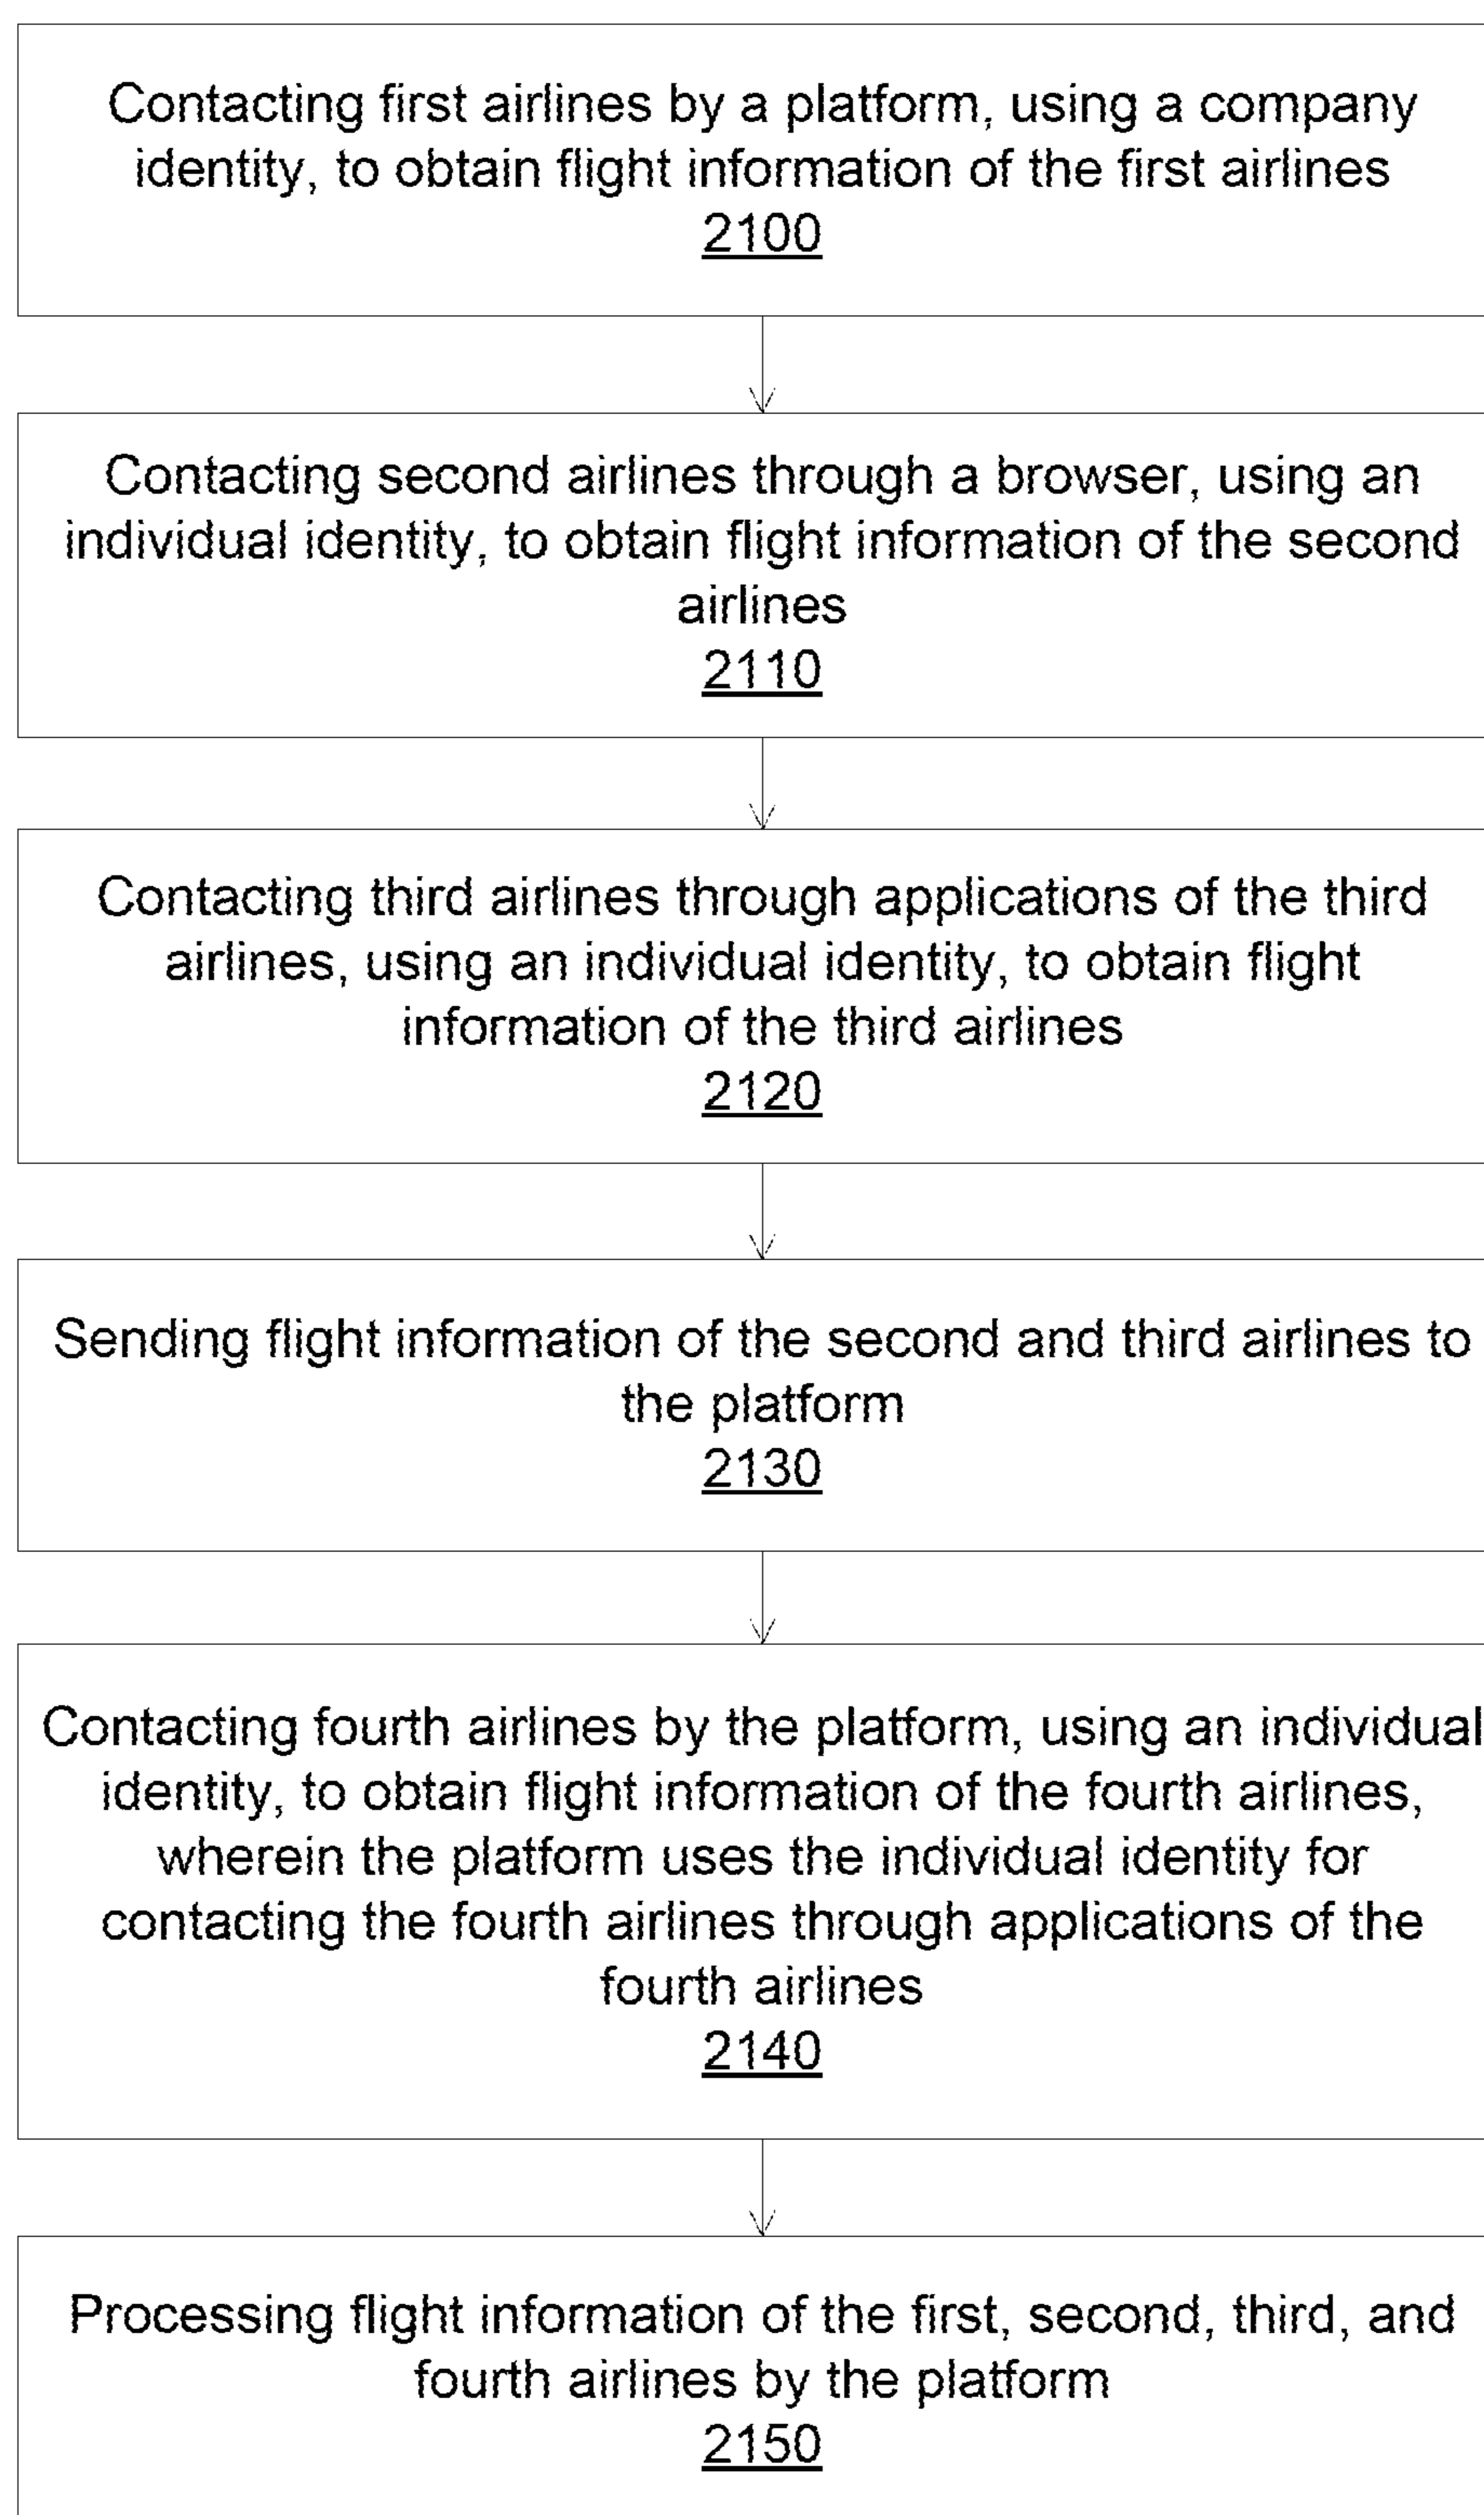 Contacting first airlines by a platform, using a company
identity, to obtain flight information of the first airlines
2100
Contacting second airlines through a browser, using an
individual identity, to obtain flight information of the second
airlines
2110
Contacting third airlines through applications of the third
airlines, using an individual identity, to obtain flight
information of the third airlines
2120
Sending flight information of the second and third airlines to
the platform
2130
Contacting fourth airlines by the platform, using an individual
identity, to obtain flight information of the fourth airlines,
wherein the platform uses the individual identity for
contacting the fourth airlines through applications of the
fourth airlines
2140
Processing flight information of the first, second, third, and
fourth airlines by the platform
2150